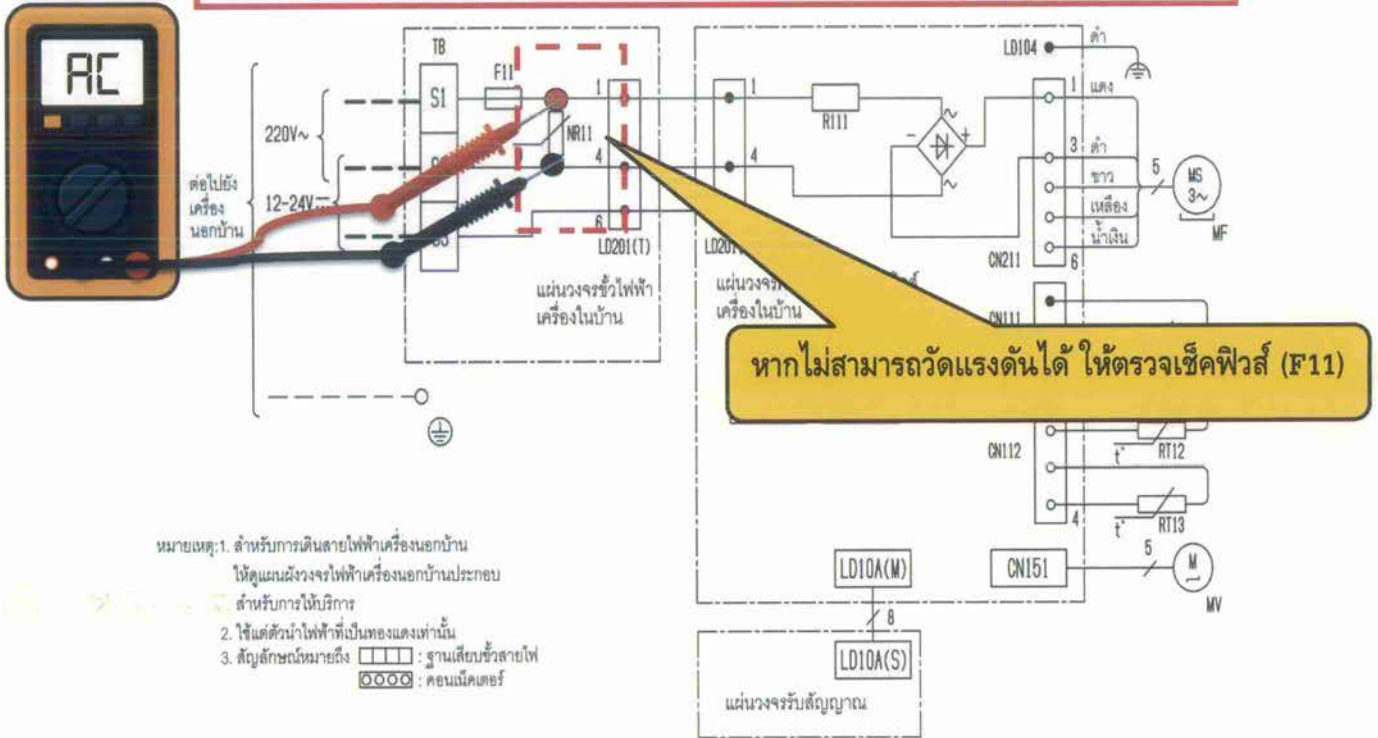 AC
TB
S1
F11
NR11
1
4
6
LD201(T)
220V~
12-24V
ต่อไปยัง
เครื่อง
นอกบ้าน
แผ่นวงจรขั้วไฟฟ้า
เครื่องในบ้าน
1
4
เครื่องในบ้าน
R111
~
-
+
~
LD104
ดำ
1
แดง
3
ดำ
ขาว
เหลือง
น้ำเงิน
CN211
6
5
MS
3~
MF
CN111
หากไม่สามารถวัดแรงดันได้ ให้ตรวจเช็คฟิวส์ (F11)
CN112
t°
RT12
t°
RT13
4
CN151
5
M
~
MV
LD10A(M)
8
LD10A(S)
แผ่นวงจรรับสัญญาณ
หมายเหตุ:1. สำหรับการเดินสายไฟฟ้าเครื่องนอกบ้าน
ให้ดูแผนผังวงจรไฟฟ้าเครื่องนอกบ้านประกอบ
สำหรับการให้บริการ
2. ใช้แต่ตัวนำไฟฟ้าที่เป็นทองแดงเท่านั้น
3. สัญลักษณ์หมายถึง : ฐานเสียบขั้วสายไฟ
: คอนเน็คเตอร์